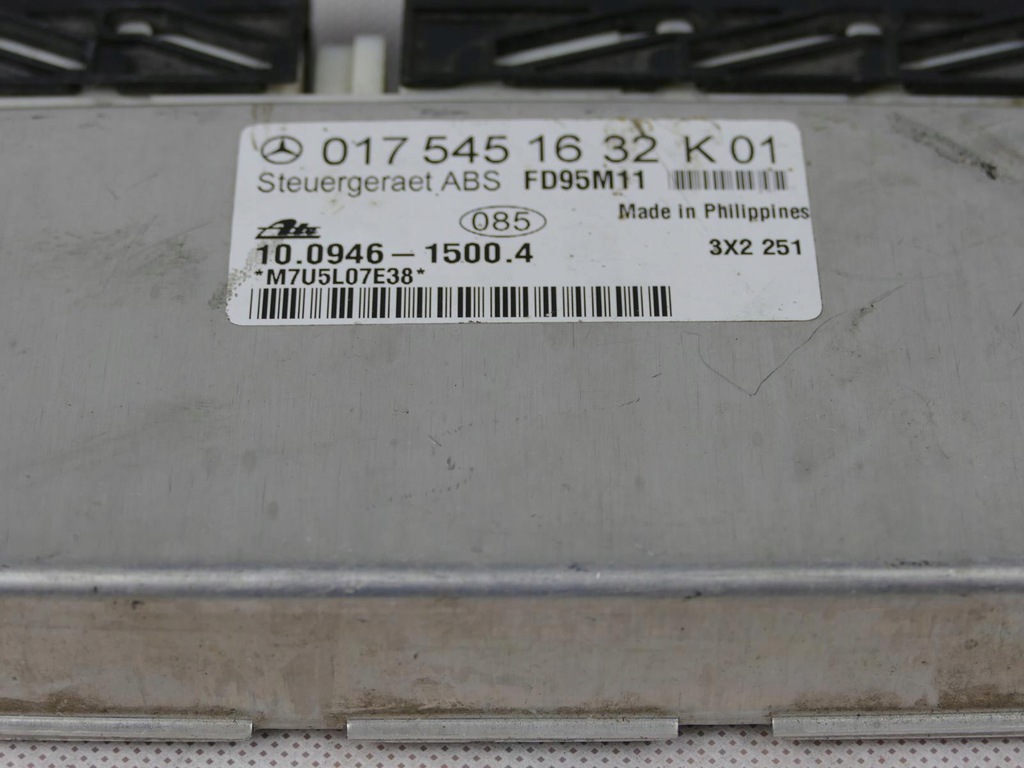 017 545 16 32 K 01
Steuergeraet ABS FD95M11
Made in Philippines
085
Ate
10.0946-1500.4
3X2 251
*M7U5L07E38*